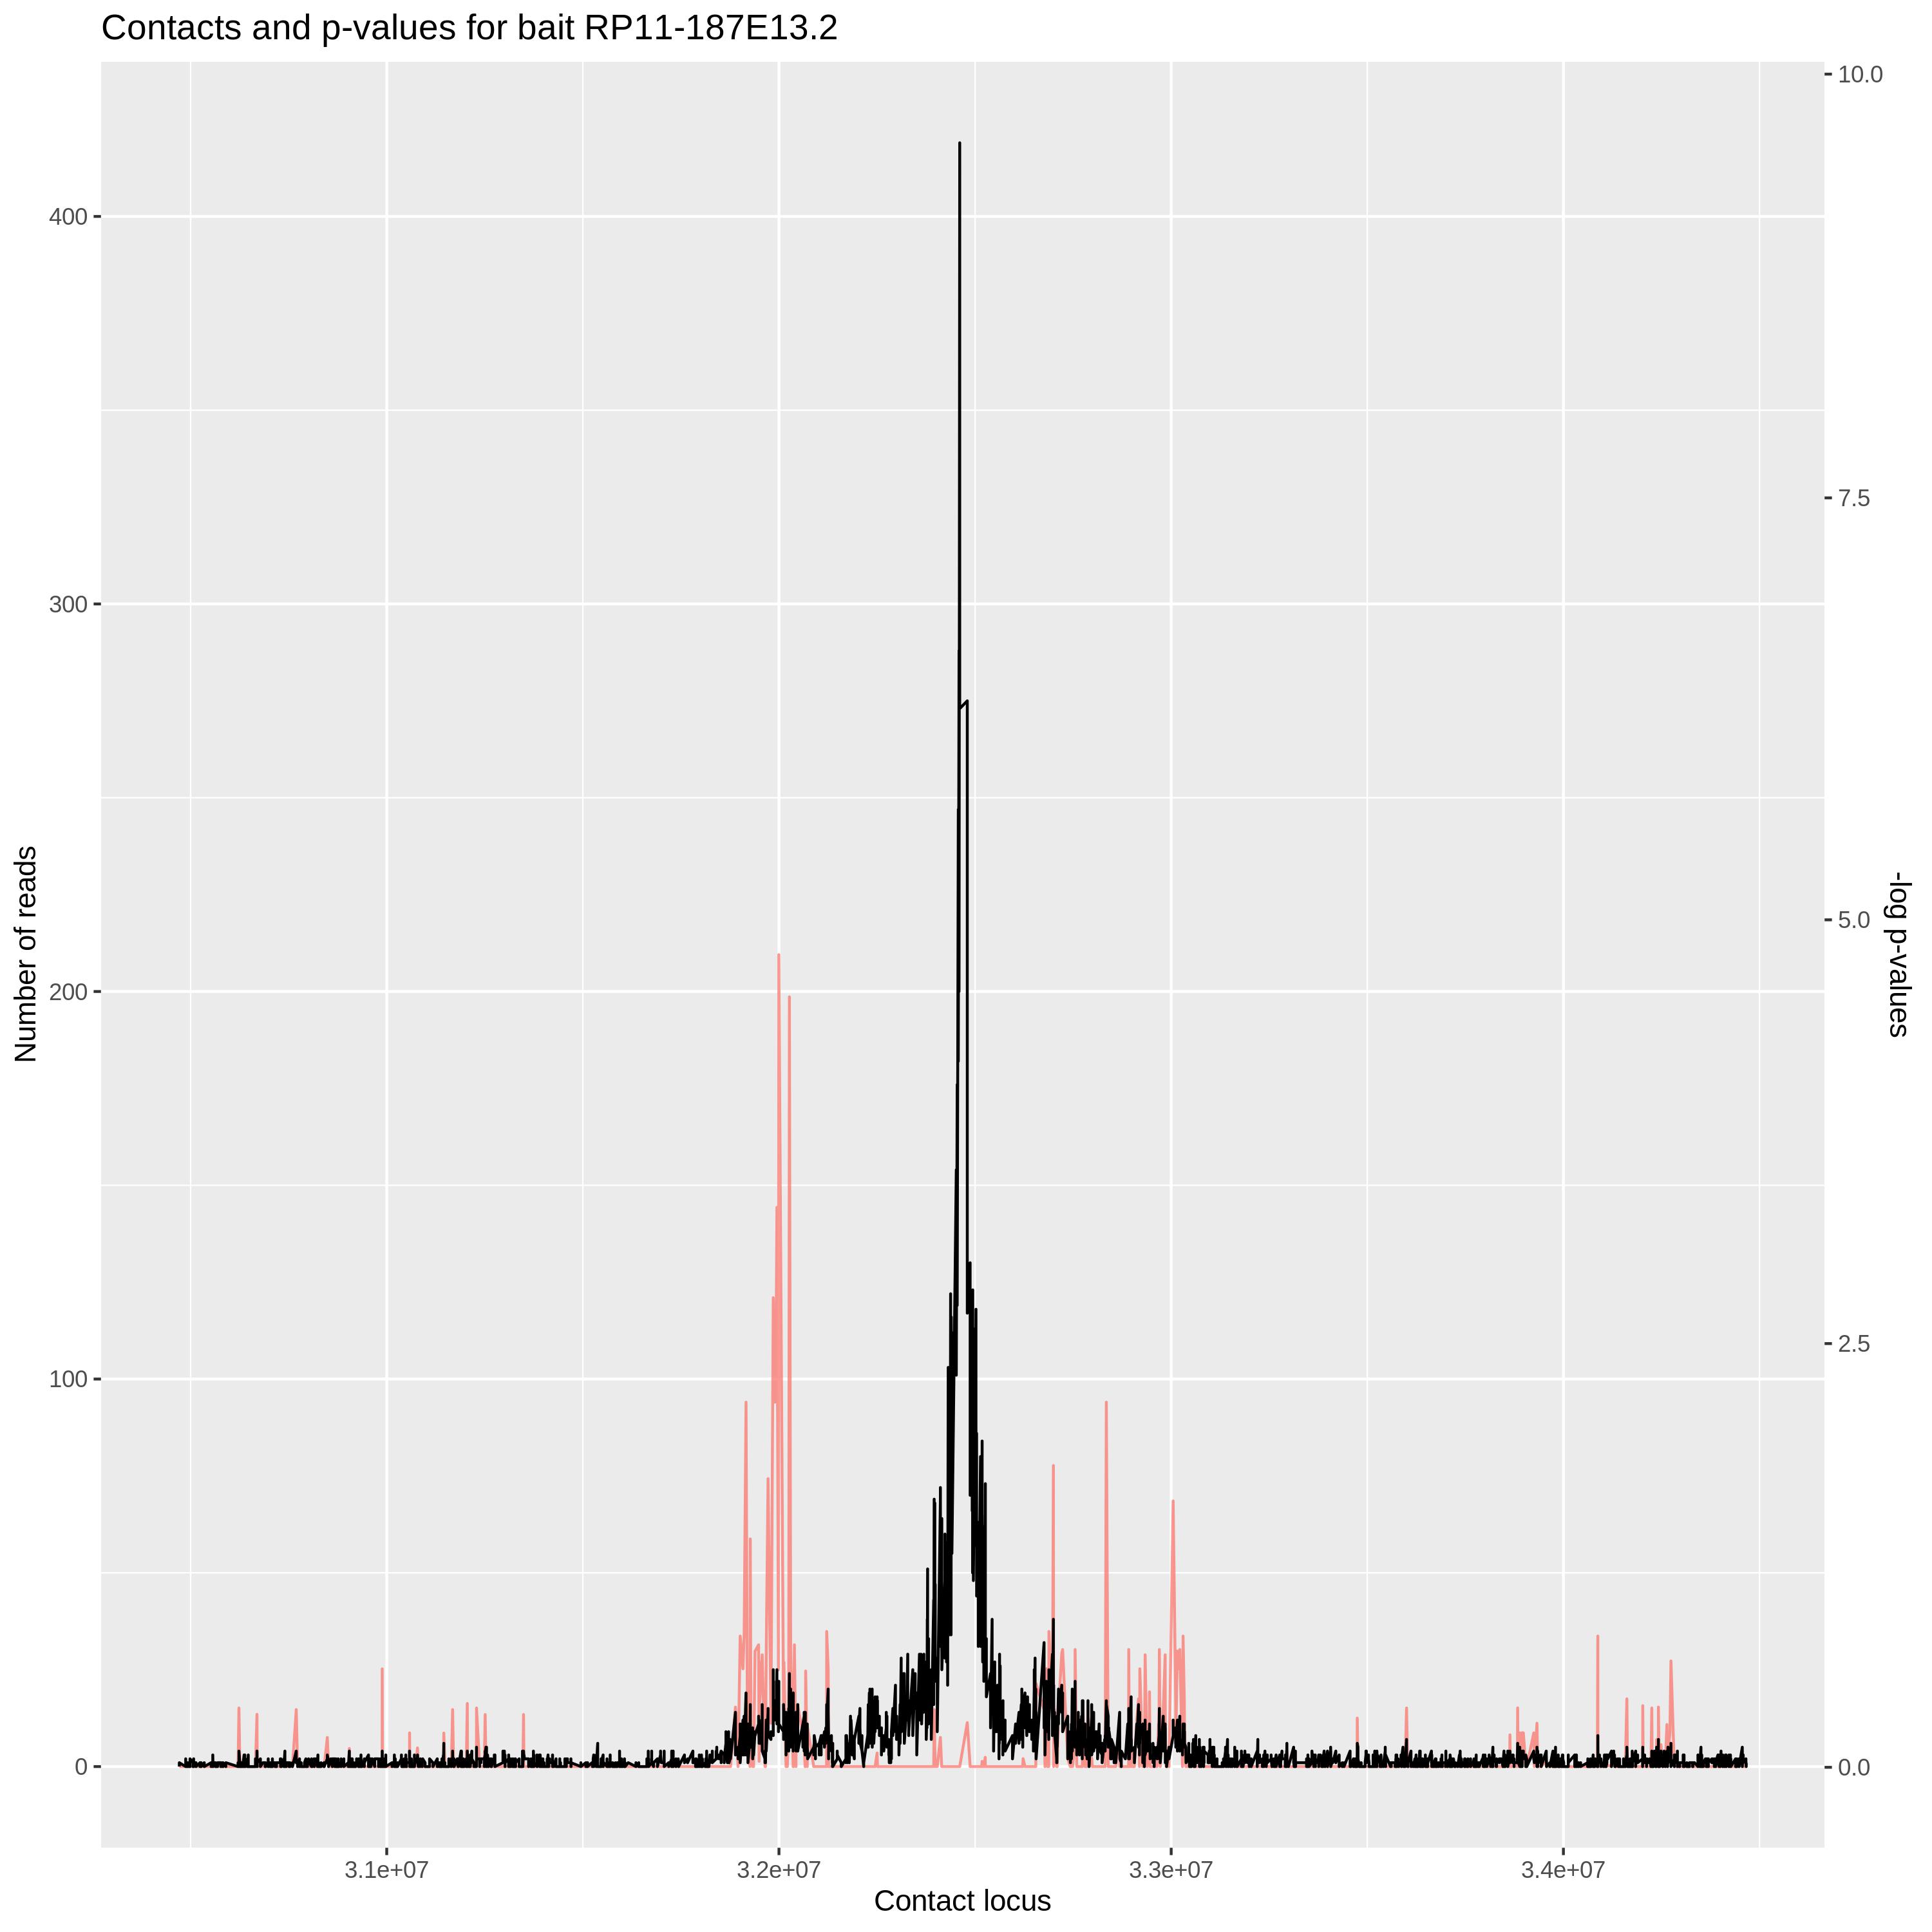 Contacts and p-values for bait RP11-187E13.2
400
300
200
100
0
Number of reads
10.0
7.5
5.0
2.5
0.0
-log p-values
3.1e+07
3.2e+07
3.3e+07
3.4e+07
Contact locus